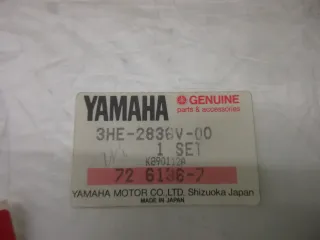 YAMAHA GENUINE
parts & accessories
3HE-2836V-00
1 SET
K890112A
72 6136-7
YAMAHA MOTOR CO.,LTD. Shizuoka Japan
MADE IN JAPAN